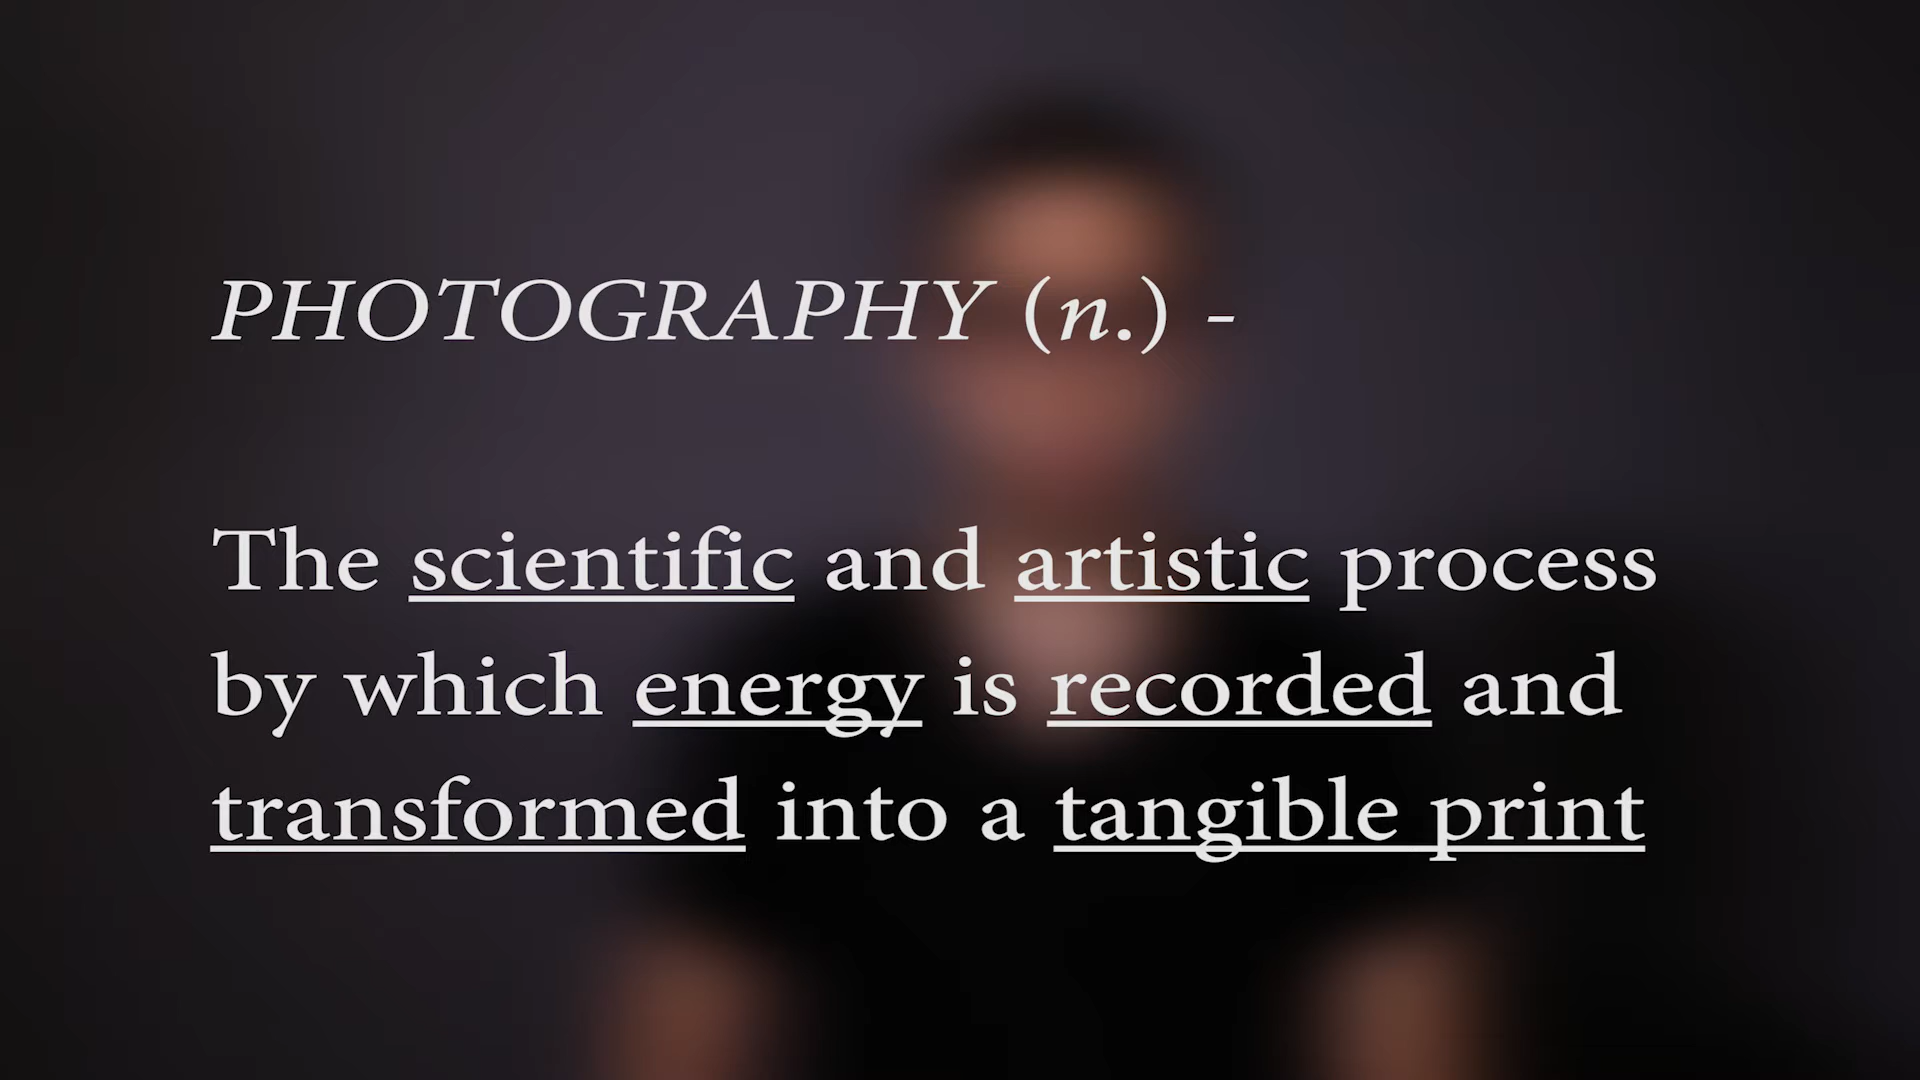 PHOTOGRAPHY (n.) -
The scientific and artistic process
by which energy is recorded and
transformed into a tangible print